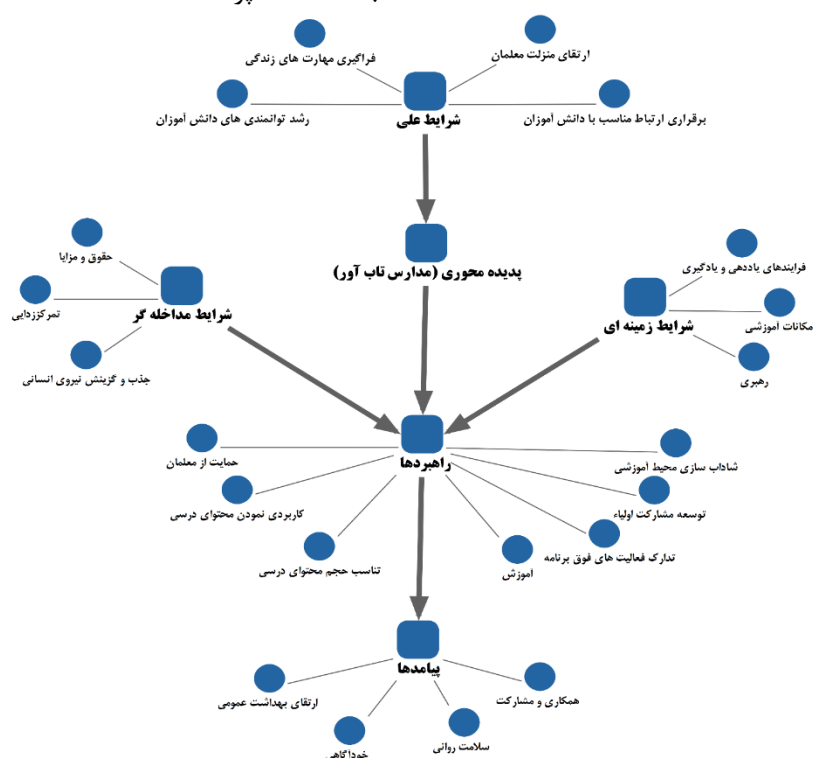 ارتقای منزلت معلمان
فراگیری مهارت های زندگی
برقراری ارتباط مناسب با دانش آموزان
رشد توانمندی های دانش آموزان
شرایط علی
پدیده محوری (مدارس تاب آور)
فرایندهای یاددهی و یادگیری
مکانات آموزشی
رهبری
شرایط زمینه ای
حقوق و مزایا
تمرکززدایی
جذب و گزینش نیروی انسانی
شرایط مداخله گر
راهبردها
شاداب سازی محیط آموزشی
توسعه مشارکت اولیاء
تدارک فعالیت های فوق برنامه
آموزش
حمایت از معلمان
کاربردی نمودن محتوای درسی
تناسب حجم محتوای درسی
پیامدها
همکاری و مشارکت
سلامت روانی
خوداگاهی
ارتقای بهداشت عمومی